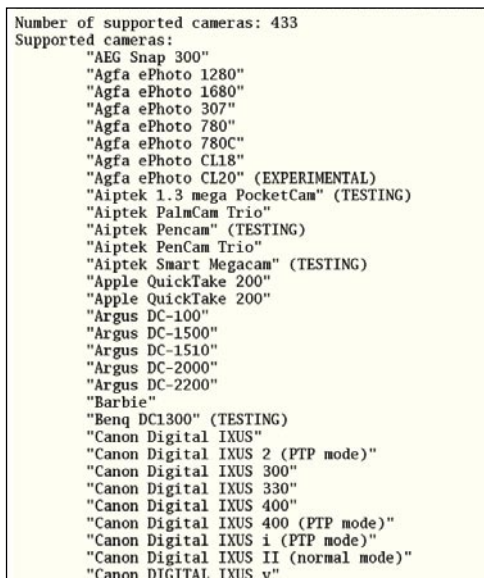 Number of supported cameras: 433
Supported cameras:
"AEG Snap 300"
"Agfa ePhoto 1280"
"Agfa ePhoto 1680"
"Agfa ePhoto 307"
"Agfa ePhoto 780"
"Agfa ePhoto 780C"
"Agfa ePhoto CL18"
"Agfa ePhoto CL20" (EXPERIMENTAL)
"Aiptek 1.3 mega PocketCam" (TESTING)
"Aiptek PalmCam Trio"
"Aiptek Pencam" (TESTING)
"Aiptek PenCam Trio"
"Aiptek Smart Megacam" (TESTING)
"Apple QuickTake 200"
"Apple QuickTake 200"
"Argus DC-100"
"Argus DC-1500"
"Argus DC-1510"
"Argus DC-2000"
"Argus DC-2200"
"Barbie"
"Benq DC1300" (TESTING)
"Canon Digital IXUS"
"Canon Digital IXUS 2 (PTP mode)"
"Canon Digital IXUS 300"
"Canon Digital IXUS 330"
"Canon Digital IXUS 400"
"Canon Digital IXUS 400 (PTP mode)"
"Canon Digital IXUS i (PTP mode)"
"Canon Digital IXUS II (normal mode)"
"Canon DIGITAL IXUS v"